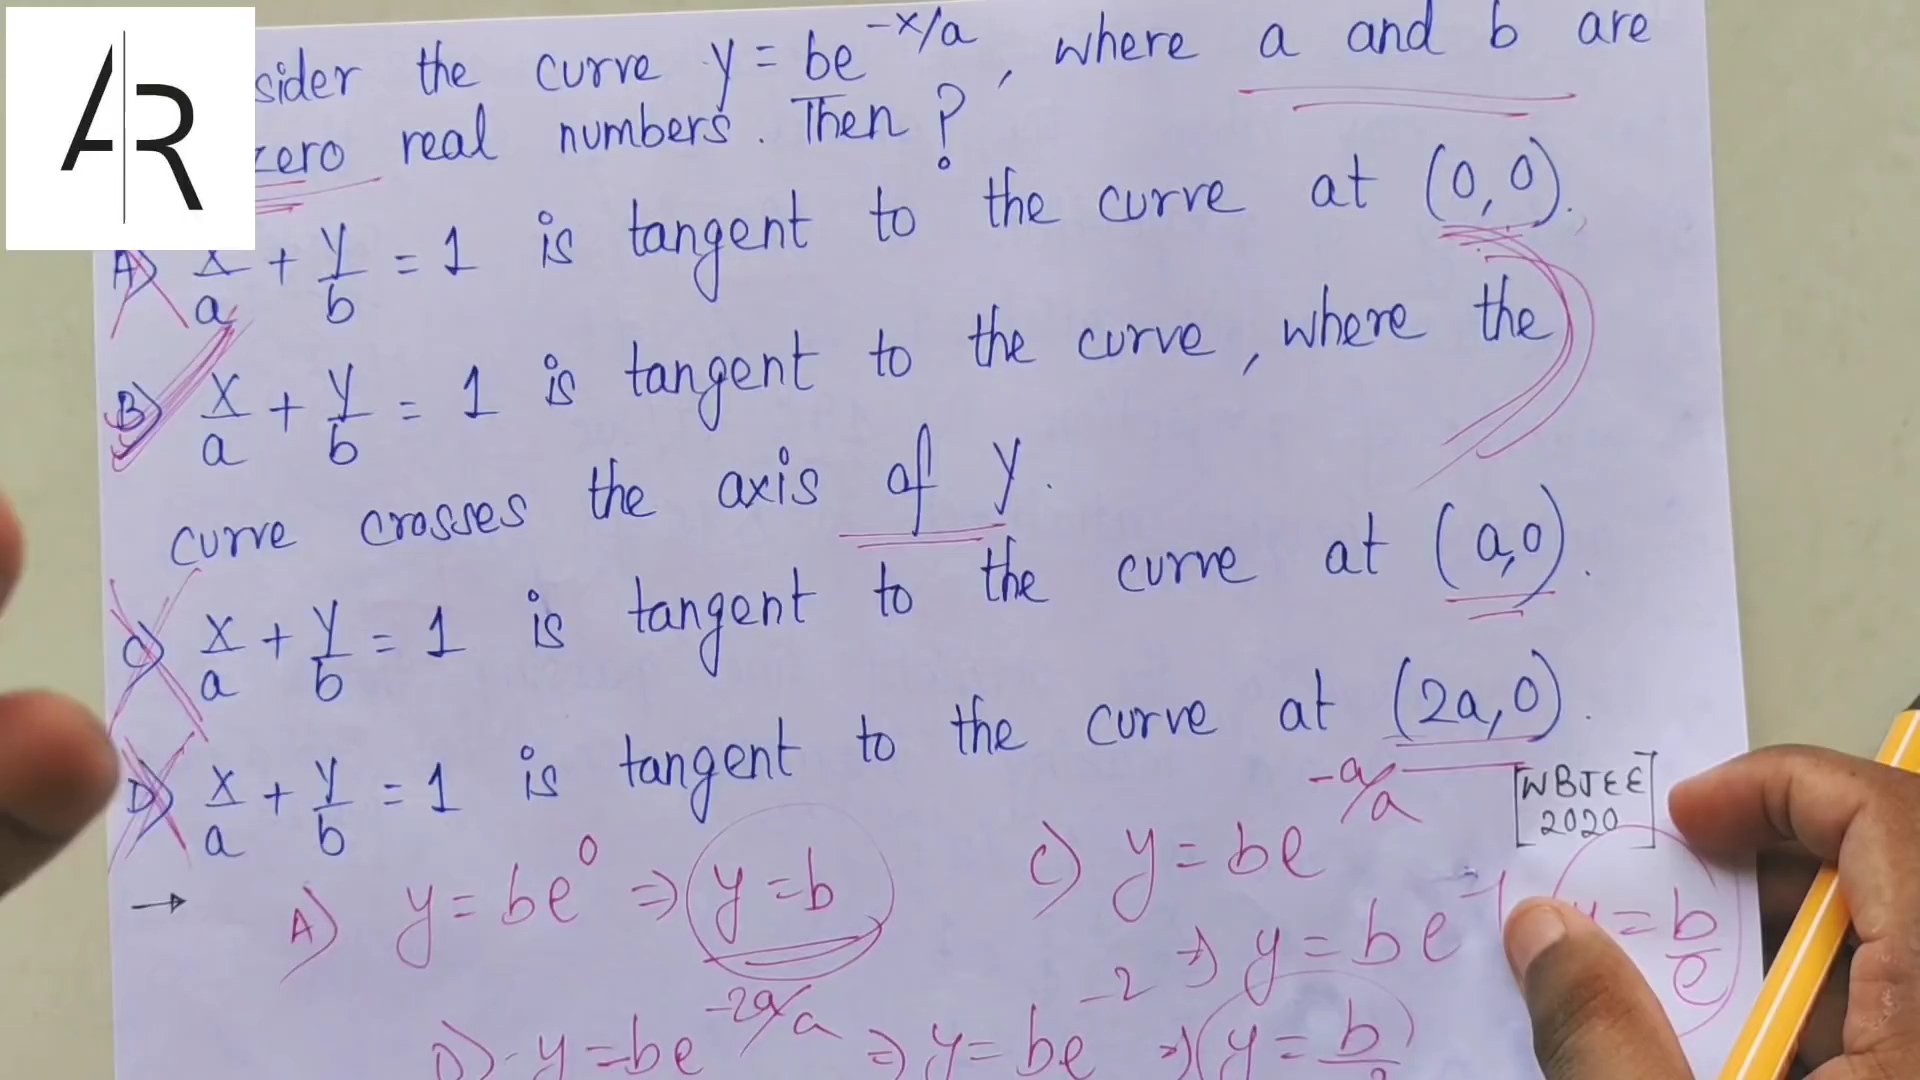 AR
sider the curve y = be^{-x/a}, where a and b are
zero real numbers. Then ?
A) x/a + y/b = 1 is tangent to the curve at (0,0).
B) x/a + y/b = 1 is tangent to the curve, where the
curve crosses the axis of y.
C) x/a + y/b = 1 is tangent to the curve at (a,0).
D) x/a + y/b = 1 is tangent to the curve at (2a,0).
[WBJEE
2020]
→ A) y = be^0 ⇒ y = b
C) y = be^{-a/a}
⇒ y = be^{-1} y = b/e
D) y = be^{-2a/a} ⇒ y = be^{-2} ⇒ y = b